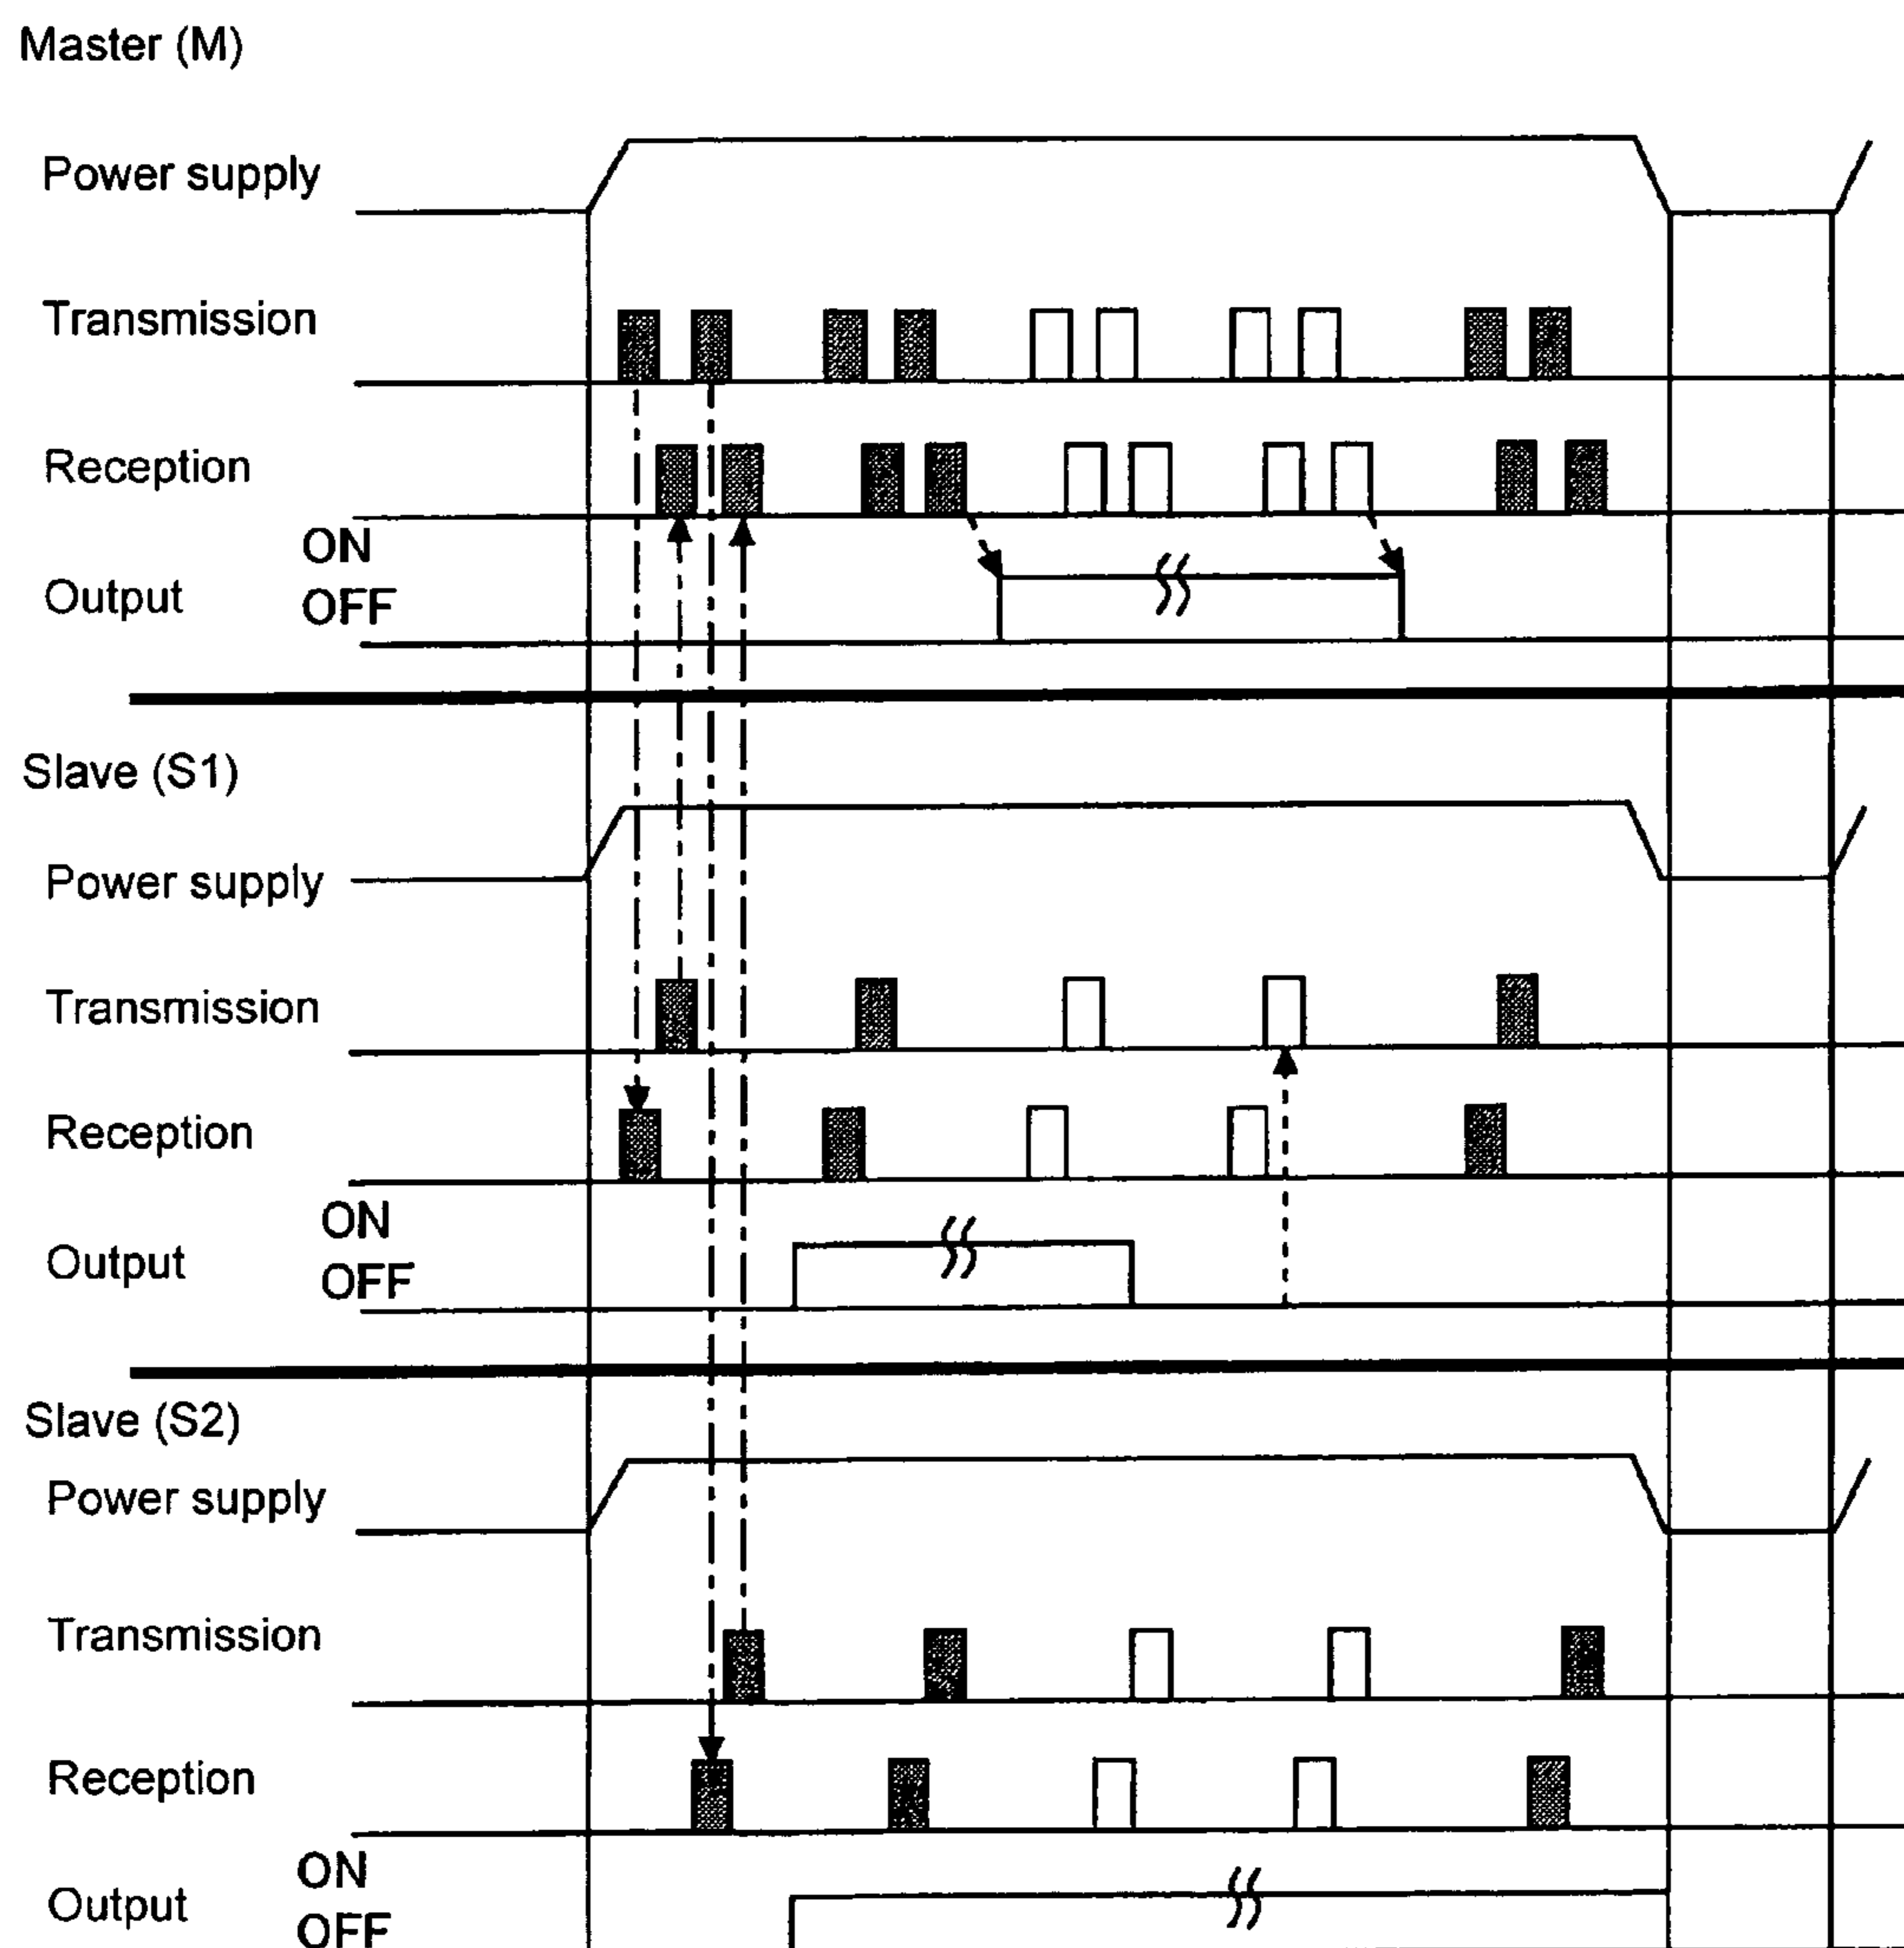 Master (M)
Power supply
Transmission
Reception
ON
Output
OFF
Slave (S1)
Power supply
Transmission
Reception
ON
Output
OFF
Slave (S2)
Power supply
Transmission
Reception
ON
Output
OFF